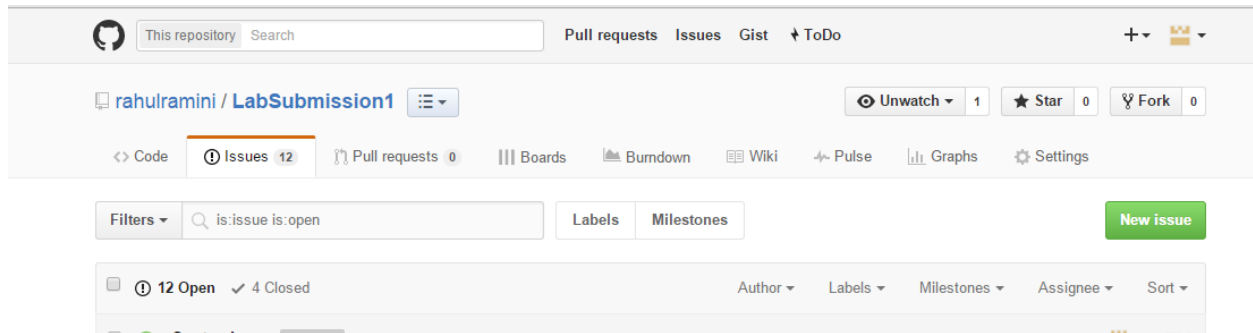 This repository Search Pull requests Issues Gist ToDo
rahulramini / LabSubmission1 Unwatch 1 Star 0 Fork 0
Code Issues 12 Pull requests 0 Boards Burndown Wiki Pulse Graphs Settings
Filters is:issue is:open Labels Milestones New issue
12 Open 4 Closed Author Labels Milestones Assignee Sort